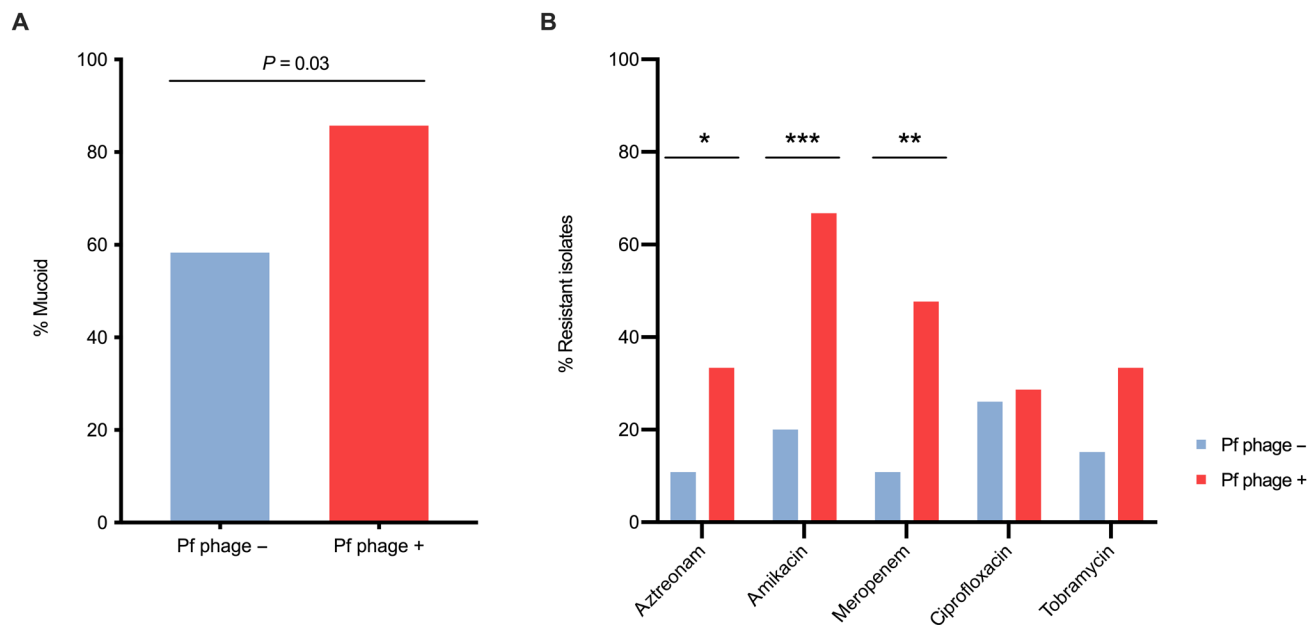 A
% Mucoid
100
80
60
40
20
0
P = 0.03
Pf phage –
Pf phage +
B
% Resistant isolates
100
80
60
40
20
0
*
***
**
Aztreonam
Amikacin
Meropenem
Ciprofloxacin
Tobramycin
Pf phage –
Pf phage +